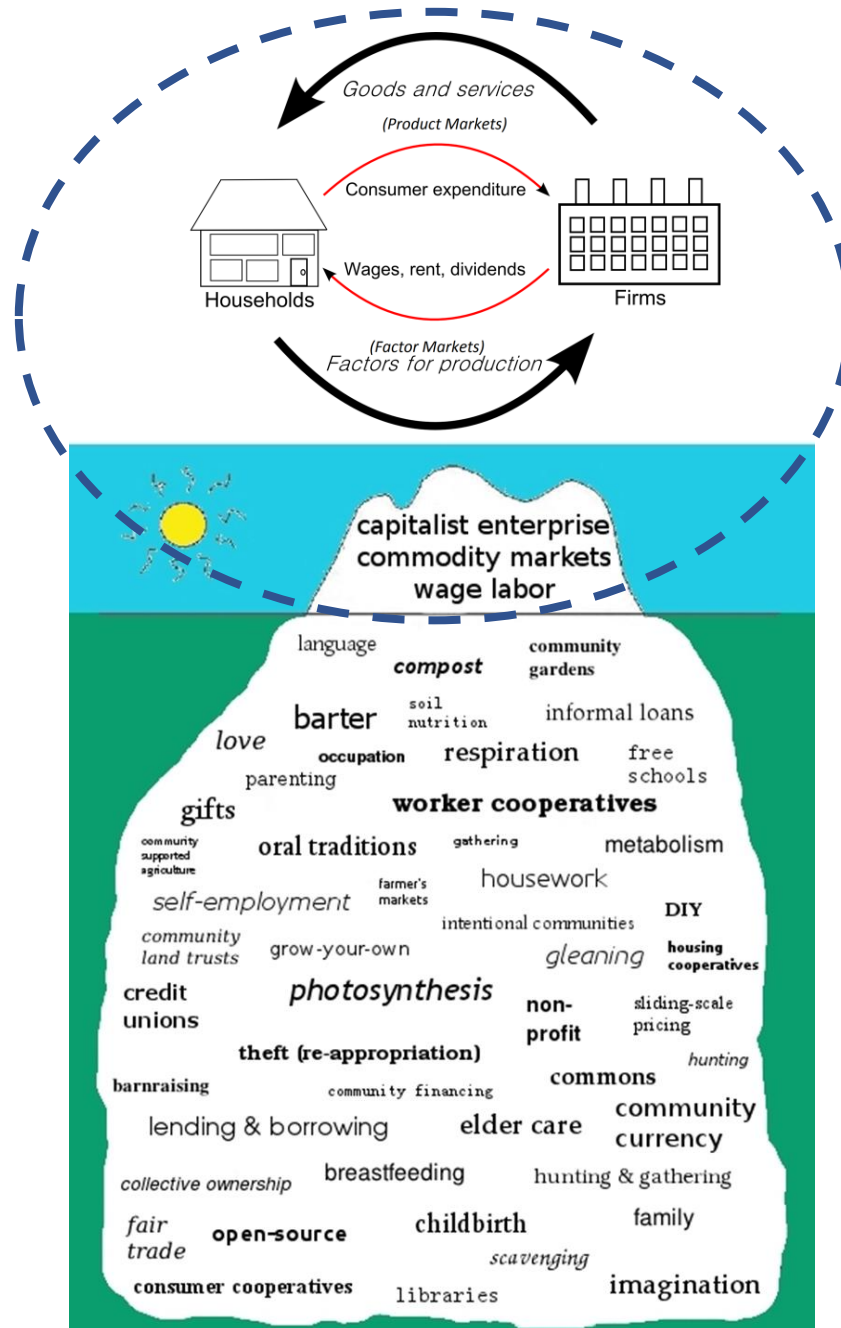 Goods and services
(Product Markets)
Consumer expenditure
Wages, rent, dividends
Households
Firms
(Factor Markets)
Factors for production
capitalist enterprise
commodity markets
wage labor
language
compost
community
gardens
barter
soil
nutrition
informal loans
love
occupation
respiration
free
schools
parenting
gifts
worker cooperatives
community
supported
agriculture
oral traditions
gathering
metabolism
self-employment
farmer's
markets
housework
intentional communities
DIY
community
land trusts
grow-your-own
gleaning
housing
cooperatives
credit
unions
photosynthesis
non-
profit
sliding-scale
pricing
theft (re-appropriation)
hunting
barnraising
community financing
commons
lending & borrowing
elder care
community
currency
collective ownership
breastfeeding
hunting & gathering
fair
trade
open-source
childbirth
family
scavenging
consumer cooperatives
libraries
imagination